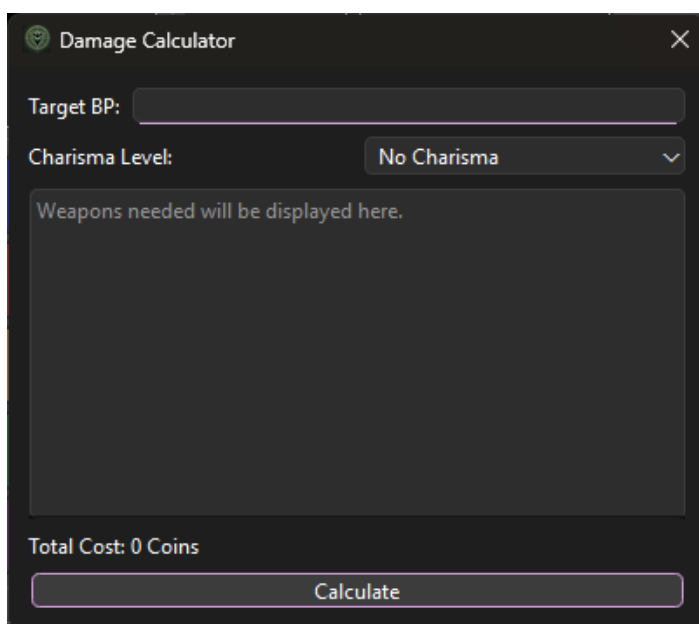 Damage Calculator
Target BP:
Charisma Level: No Charisma
Weapons needed will be displayed here.
Total Cost: 0 Coins
Calculate